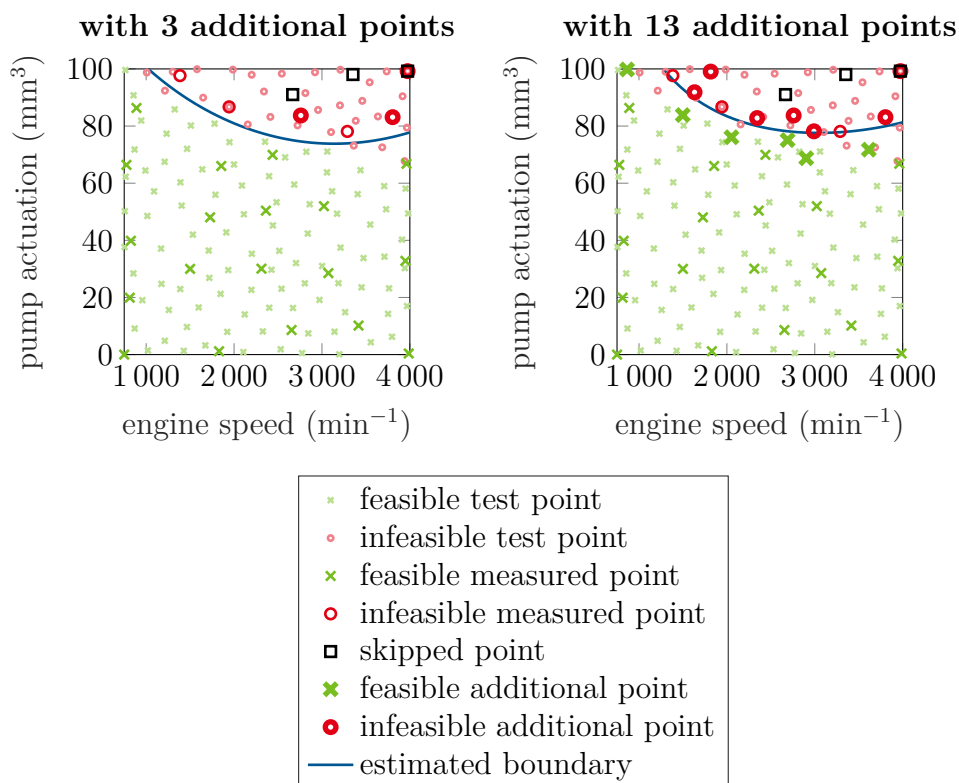 with 3 additional points
with 13 additional points
pump actuation (mm³)
100
80
60
40
20
0
1 000
2 000
3 000
4 000
engine speed (min⁻¹)
pump actuation (mm³)
100
80
60
40
20
0
1 000
2 000
3 000
4 000
engine speed (min⁻¹)
feasible test point
infeasible test point
feasible measured point
infeasible measured point
skipped point
feasible additional point
infeasible additional point
estimated boundary